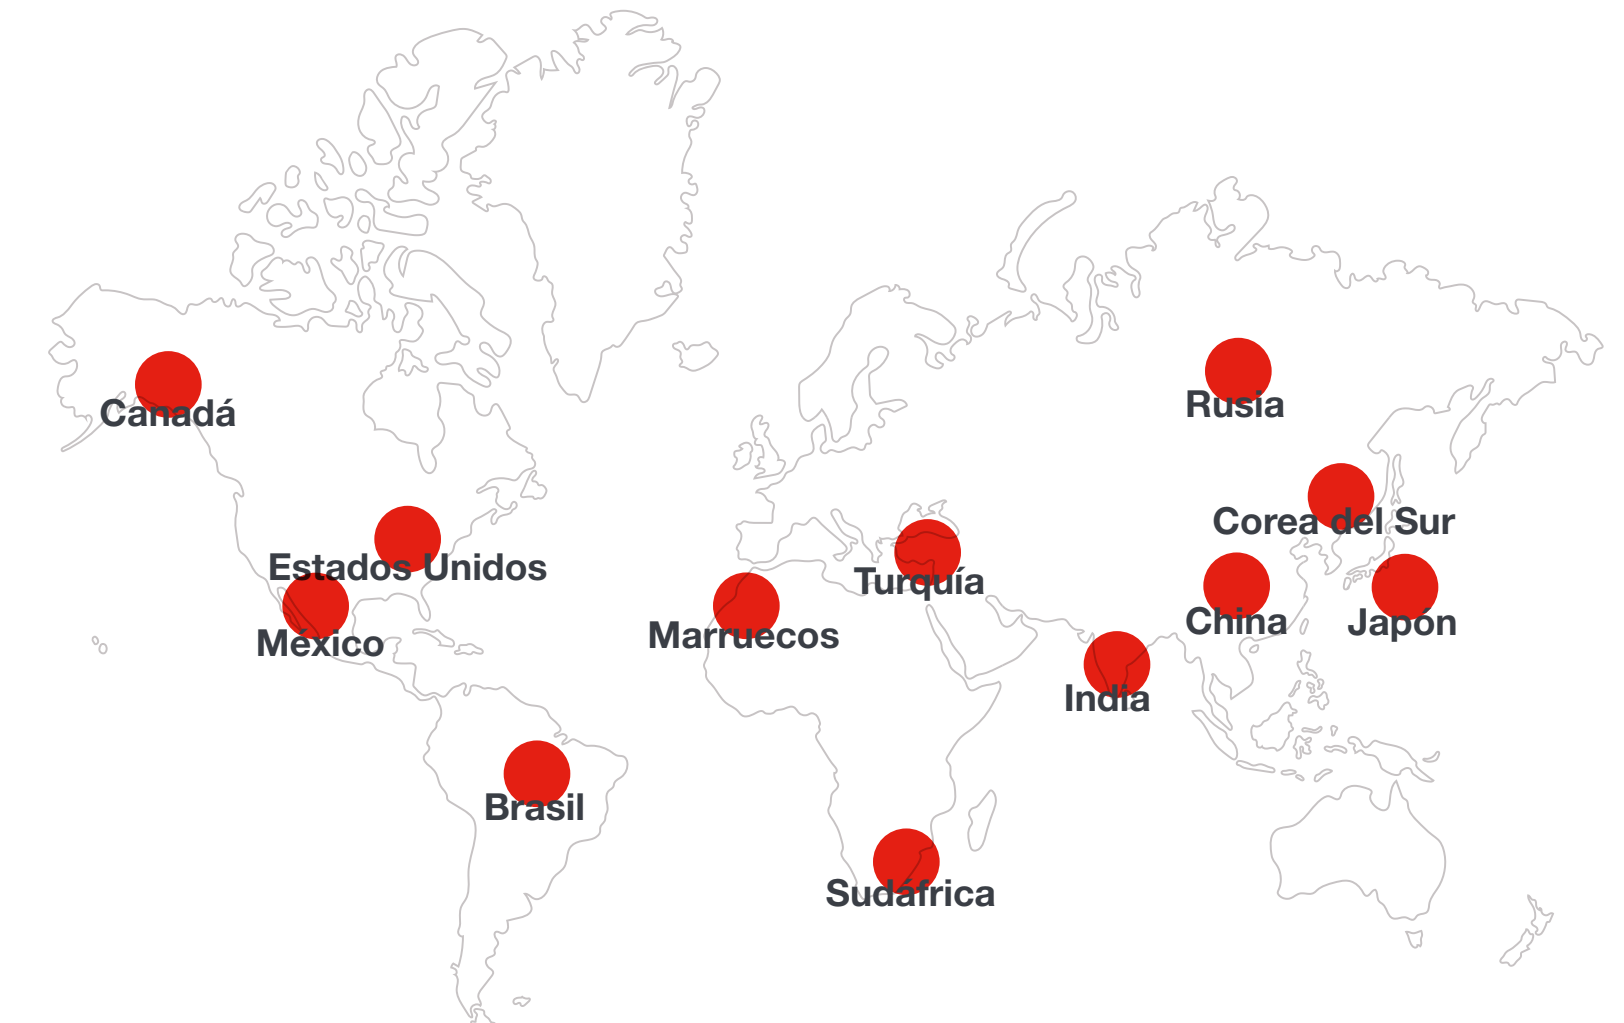 Canadá
Rusia
Corea del Sur
Estados Unidos
Turquía
China
Japón
Marruecos
México
India
Brasil
Sudáfrica